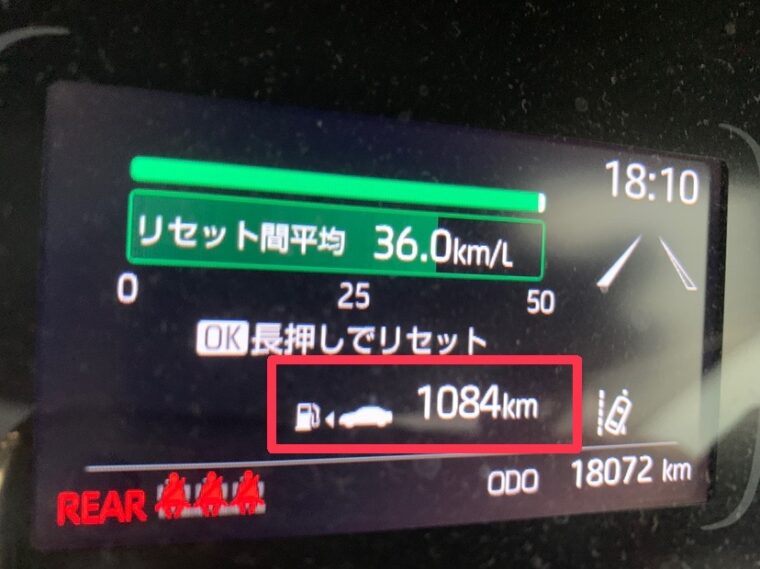 18:10
リセット間平均 36.0km/L
0 25 50
OK長押しでリセット
1084km
ODO 18072 km
REAR